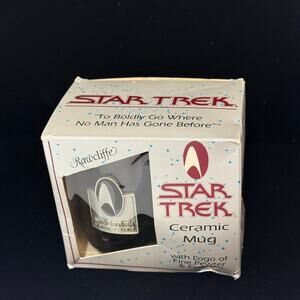 STAR TREK
"To Boldly Go Where
No Man Has Gone Before"™
Rawcliffe
STAR
TREK
Ceramic
Mug
with Logo of
Fine Pewter